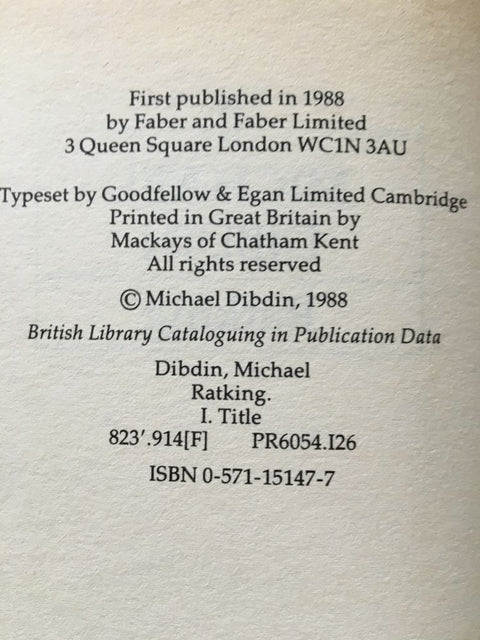 First published in 1988
by Faber and Faber Limited
3 Queen Square London WC1N 3AU
Typeset by Goodfellow & Egan Limited Cambridge
Printed in Great Britain by
Mackays of Chatham Kent
All rights reserved
© Michael Dibdin, 1988
British Library Cataloguing in Publication Data
Dibdin, Michael
Ratking.
I. Title
823'.914[F] PR6054.I26
ISBN 0-571-15147-7